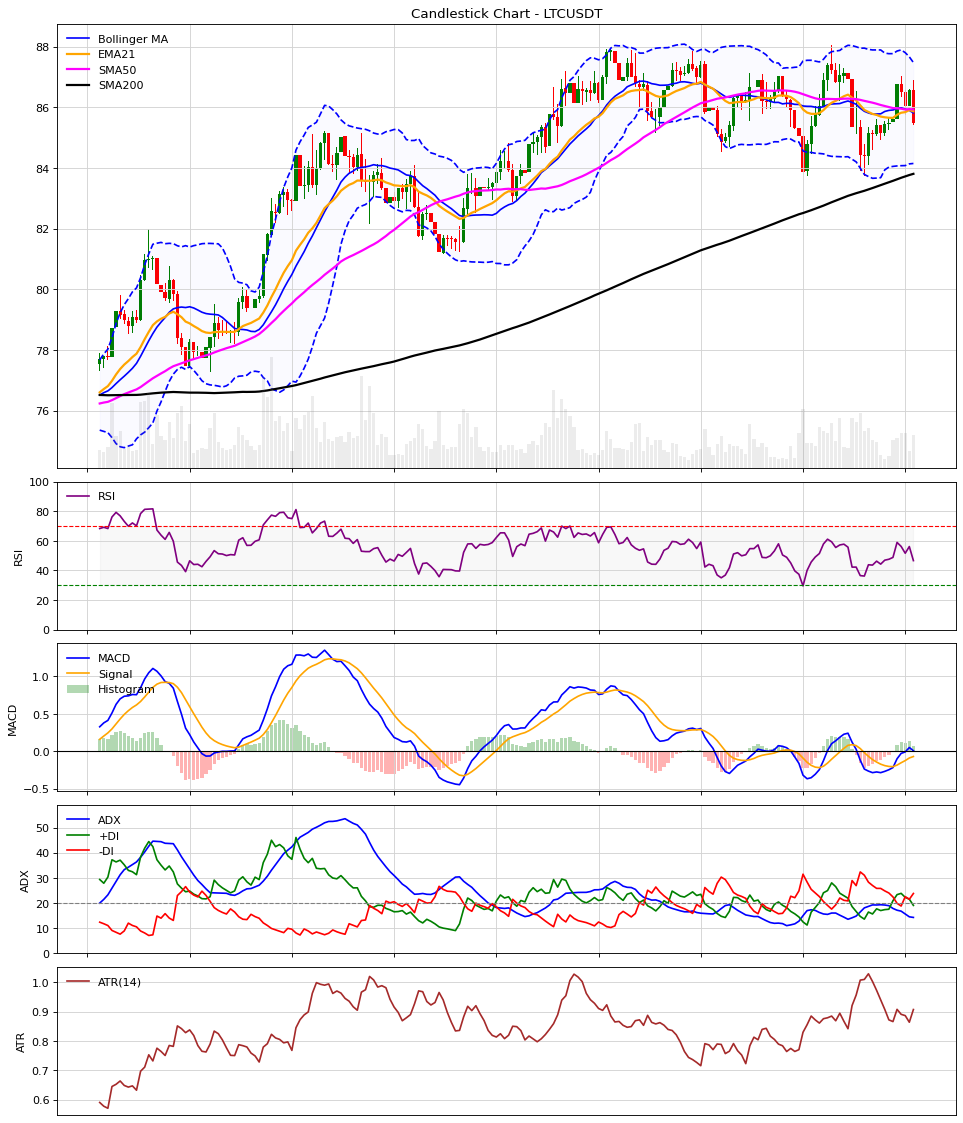 Candlestick Chart - LTCUSDT
Bollinger MA
EMA21
SMA50
SMA200
88
86
84
82
80
78
76
RSI
RSI
100
80
60
40
20
0
MACD
MACD
Signal
Histogram
1.0
0.5
0.0
−0.5
ADX
ADX
+DI
-DI
50
40
30
20
10
0
ATR
ATR(14)
1.0
0.9
0.8
0.7
0.6